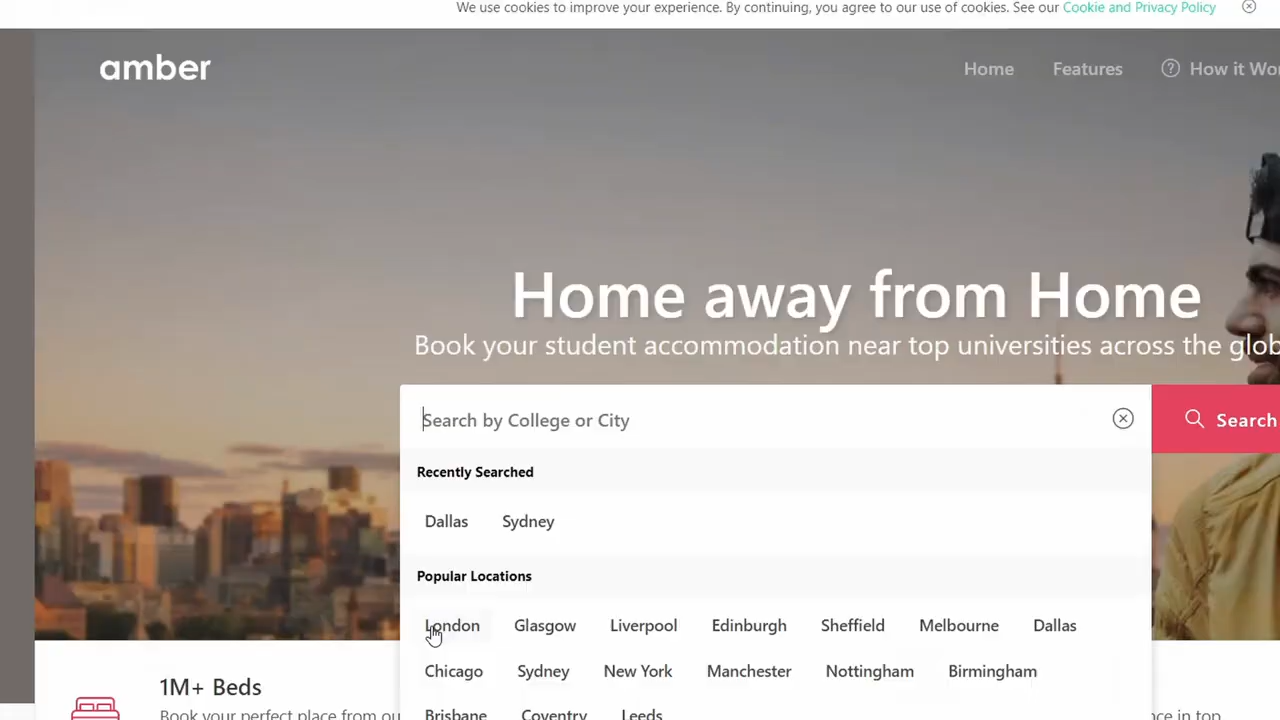 We use cookies to improve your experience. By continuing, you agree to our use of cookies. See our Cookie and Privacy Policy
amber
Home Features How it Wor
Home away from Home
Book your student accommodation near top universities across the glob
Search by College or City
Search
Recently Searched
Dallas Sydney
Popular Locations
London Glasgow Liverpool Edinburgh Sheffield Melbourne Dallas
Chicago Sydney New York Manchester Nottingham Birmingham
1M+ Beds
Brisbane Coventry Leeds
Book your perfect place from ou
ce in top